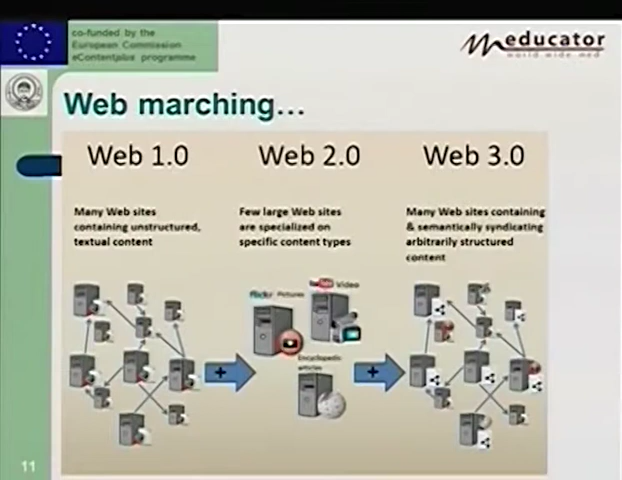 co-funded by the
European Commission
eContentplus programme
meducator
world wide med
Web marching...
Web 1.0
Web 2.0
Web 3.0
Many Web sites
containing unstructured,
textual content
Few large Web sites
are specialized on
specific content types
Many Web sites containing
& semantically syndicating
arbitrarily structured
content
flickr Pictures
YouTube Video
Encyclopedic
articles
+
+
11